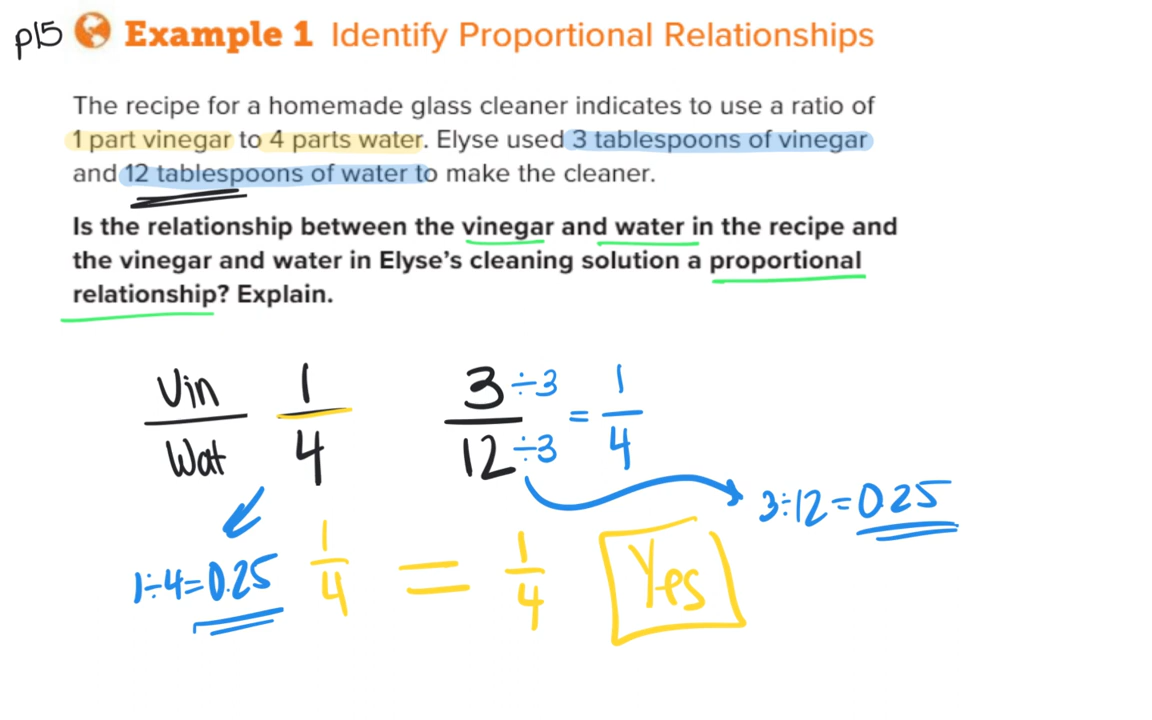 p15 Example 1 Identify Proportional Relationships
The recipe for a homemade glass cleaner indicates to use a ratio of
1 part vinegar to 4 parts water. Elyse used 3 tablespoons of vinegar
and 12 tablespoons of water to make the cleaner.
Is the relationship between the vinegar and water in the recipe and
the vinegar and water in Elyse's cleaning solution a proportional
relationship? Explain.
Vin 1 3 ÷3 1
=
Wat 4 12 ÷3 4
3÷12=0.25
1÷4=0.25 1/4 = 1/4 Yes